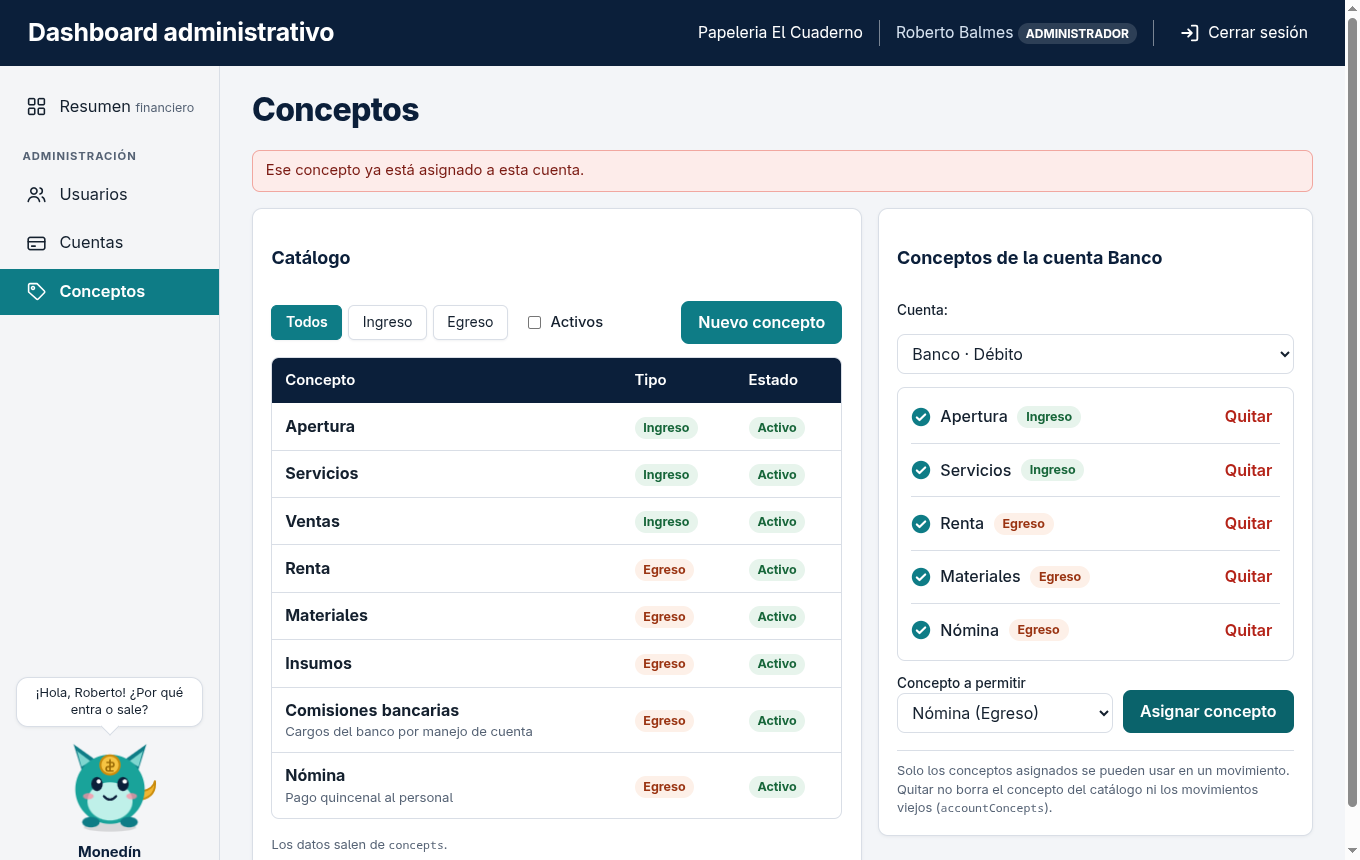 Dashboard administrativo
Papeleria El Cuaderno
Roberto Balmes ADMINISTRADOR
Cerrar sesión
Resumen financiero
ADMINISTRACIÓN
Usuarios
Cuentas
Conceptos
¡Hola, Roberto! ¿Por qué
entra o sale?
Monedín
Conceptos
Ese concepto ya está asignado a esta cuenta.
Catálogo
Todos Ingreso Egreso Activos Nuevo concepto
Concepto Tipo Estado
Apertura Ingreso Activo
Servicios Ingreso Activo
Ventas Ingreso Activo
Renta Egreso Activo
Materiales Egreso Activo
Insumos Egreso Activo
Comisiones bancarias Egreso Activo
Cargos del banco por manejo de cuenta
Nómina Egreso Activo
Pago quincenal al personal
Los datos salen de concepts.
Conceptos de la cuenta Banco
Cuenta:
Banco · Débito
Apertura Ingreso Quitar
Servicios Ingreso Quitar
Renta Egreso Quitar
Materiales Egreso Quitar
Nómina Egreso Quitar
Concepto a permitir
Nómina (Egreso) Asignar concepto
Solo los conceptos asignados se pueden usar en un movimiento.
Quitar no borra el concepto del catálogo ni los movimientos
viejos (accountConcepts).